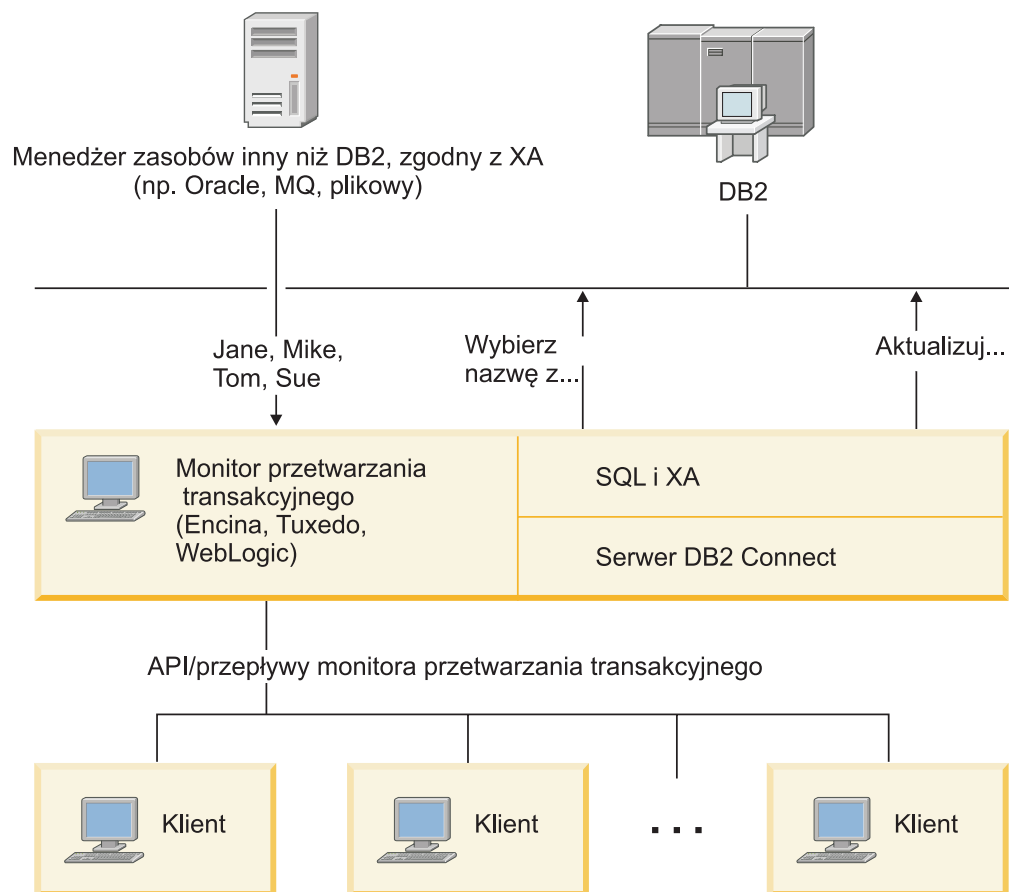 Menedżer zasobów inny niż DB2, zgodny z XA
(np. Oracle, MQ, plikowy)
DB2
Jane, Mike,
Tom, Sue
Wybierz
nazwę z...
Aktualizuj...
Monitor przetwarzania
transakcyjnego
(Encina, Tuxedo,
WebLogic)
SQL i XA
Serwer DB2 Connect
API/przepływy monitora przetwarzania transakcyjnego
Klient
Klient
. . .
Klient